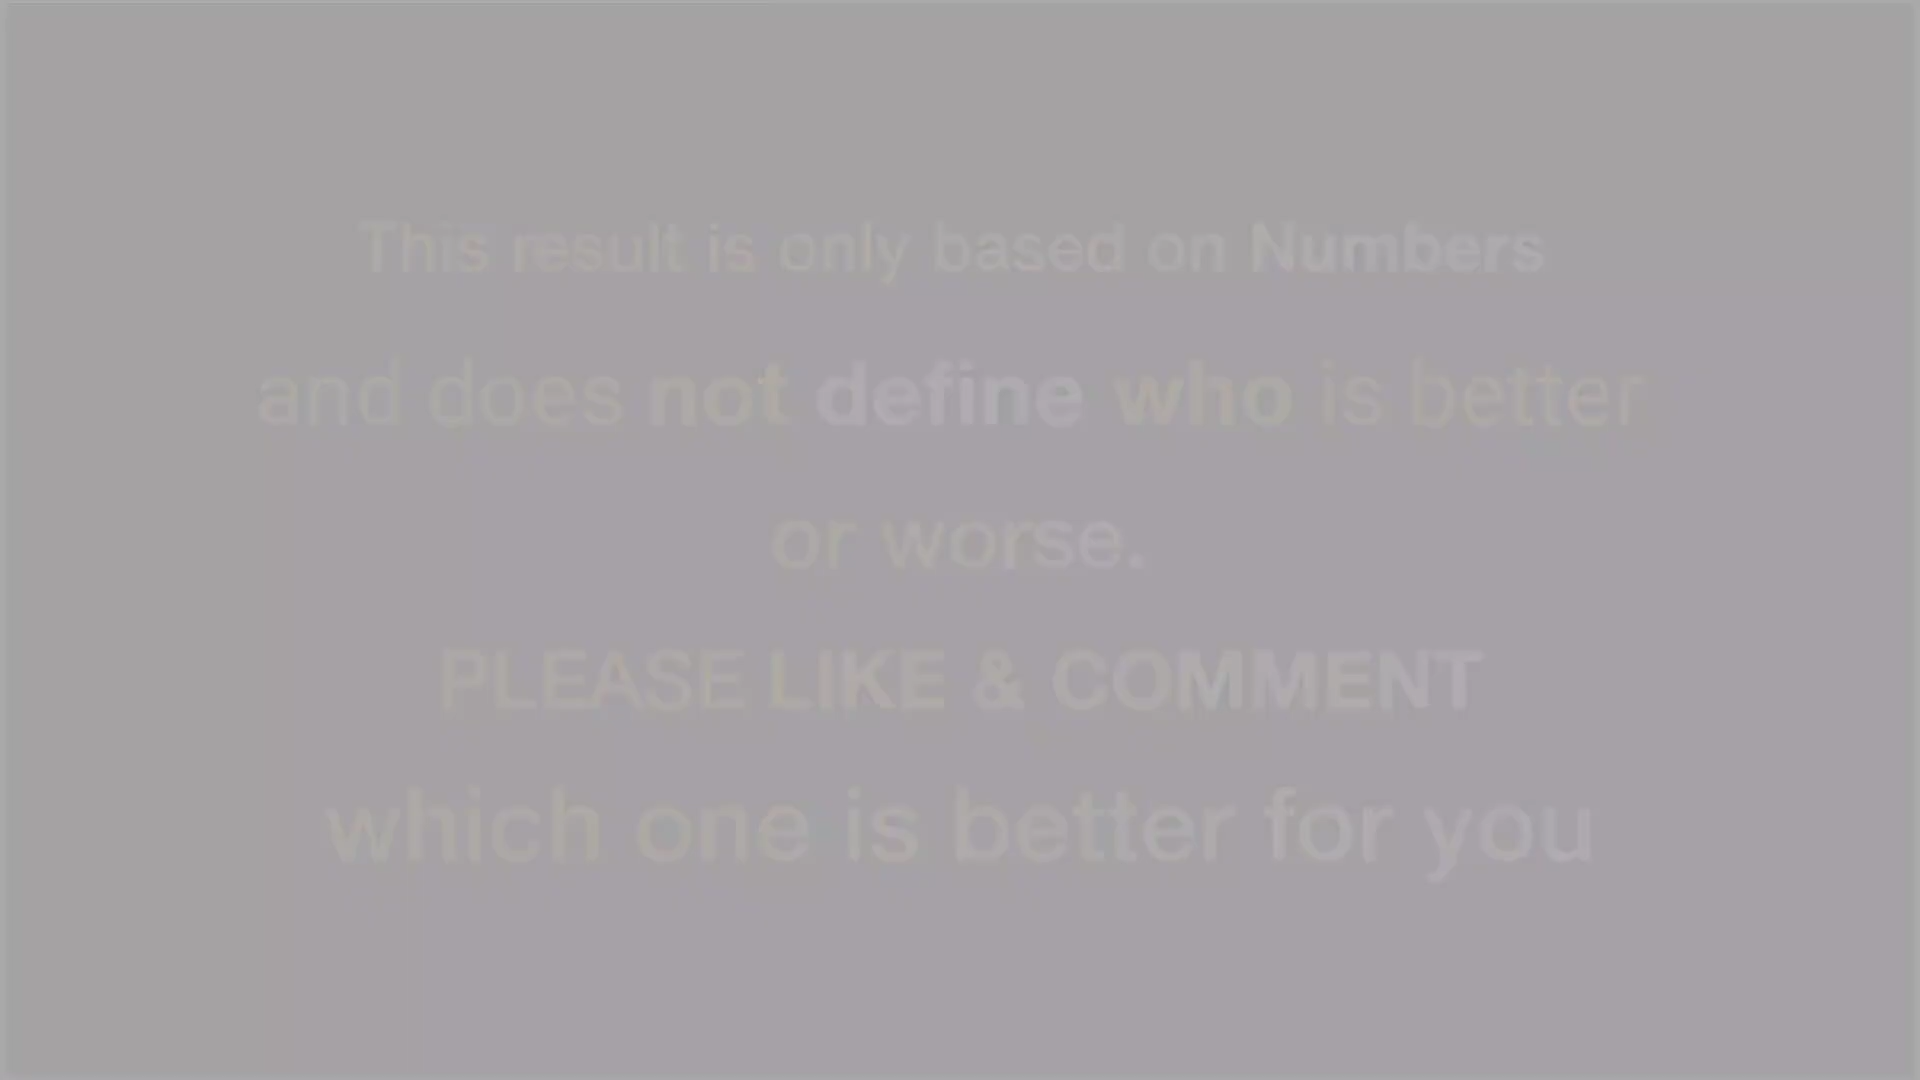 This result is only based on Numbers
and does not define who is better
or worse.
PLEASE LIKE & COMMENT
which one is better for you